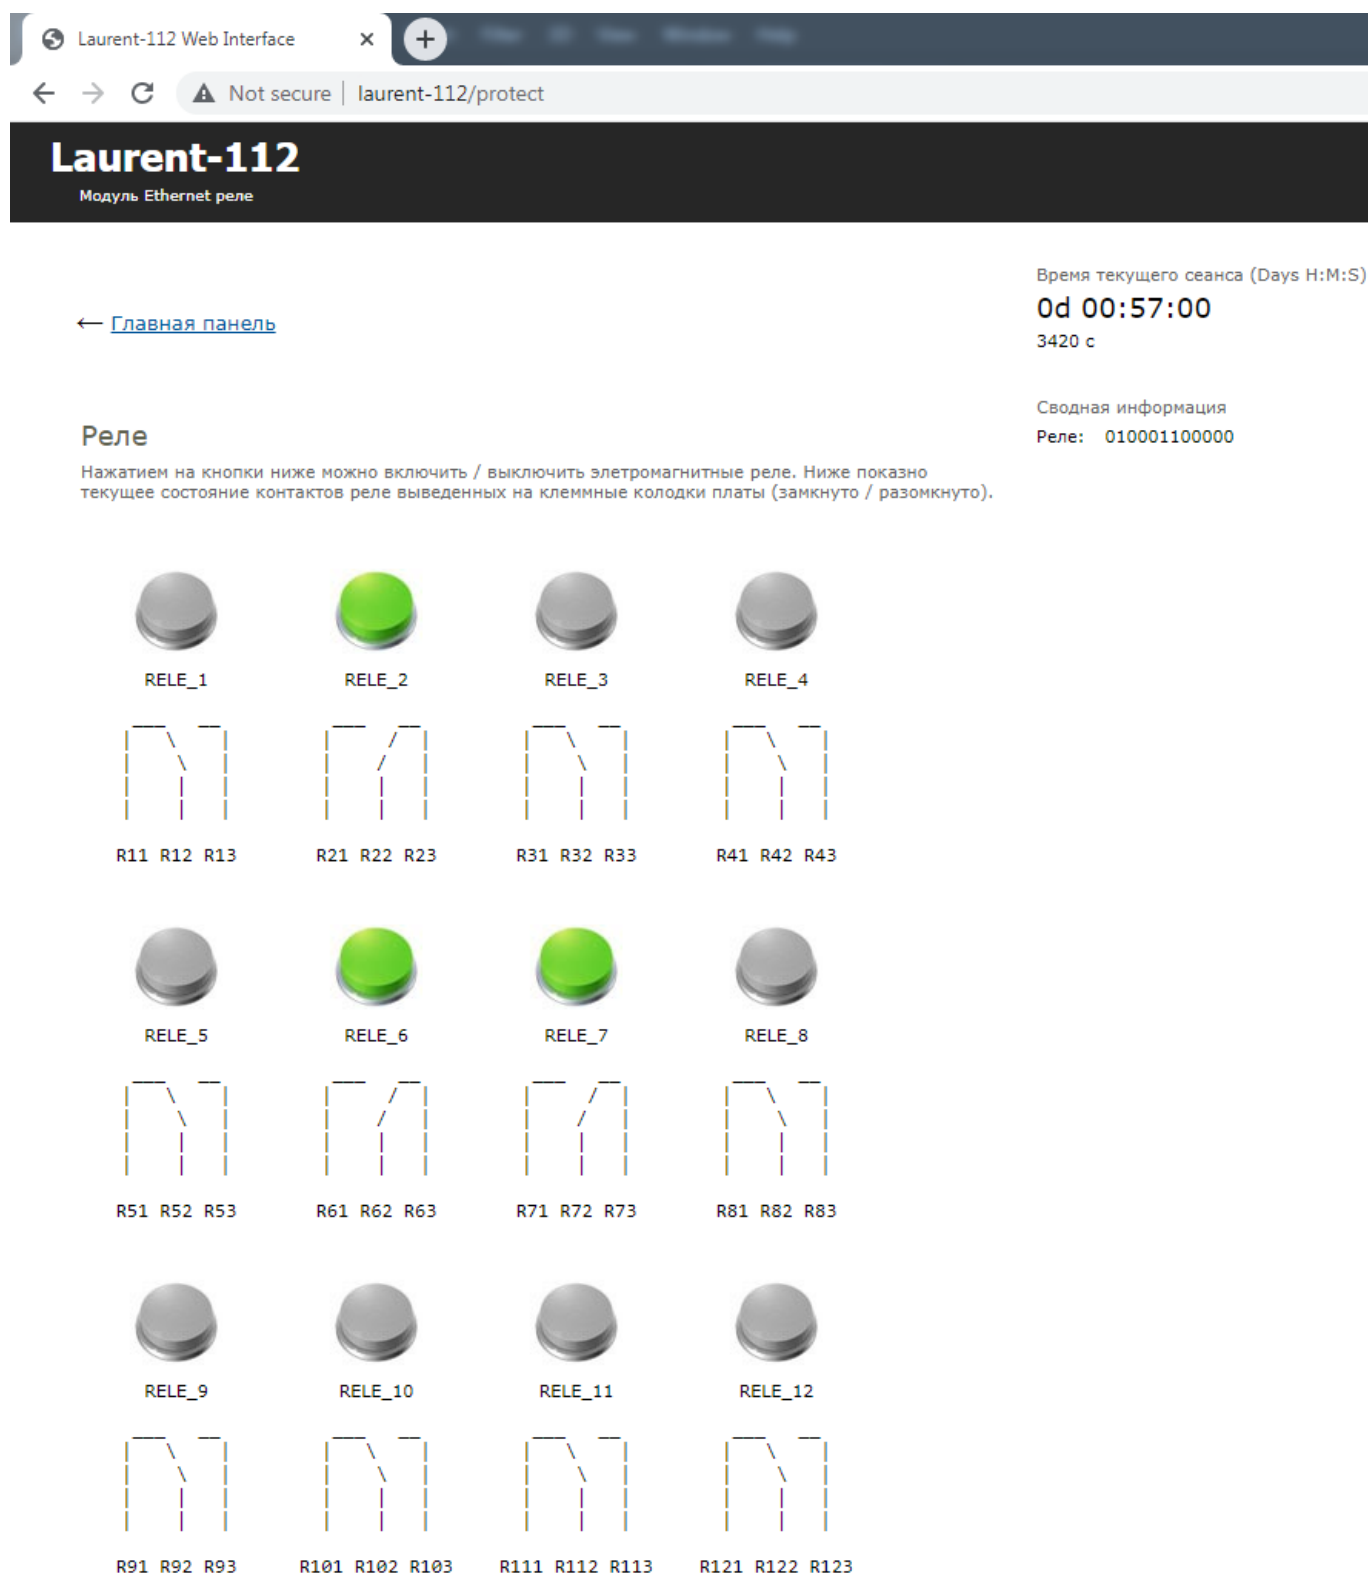 Laurent-112 Web Interface
Not secure | laurent-112/protect
Laurent-112
Модуль Ethernet реле
Время текущего сеанса (Days H:M:S)
0d 00:57:00
3420 с
← Главная панель
Сводная информация
Реле: 010001100000
Реле
Нажатием на кнопки ниже можно включить / выключить элетромагнитные реле. Ниже показно
текущее состояние контактов реле выведенных на клеммные колодки платы (замкнуто / разомкнуто).
RELE_1 RELE_2 RELE_3 RELE_4
R11 R12 R13 R21 R22 R23 R31 R32 R33 R41 R42 R43
RELE_5 RELE_6 RELE_7 RELE_8
R51 R52 R53 R61 R62 R63 R71 R72 R73 R81 R82 R83
RELE_9 RELE_10 RELE_11 RELE_12
R91 R92 R93 R101 R102 R103 R111 R112 R113 R121 R122 R123